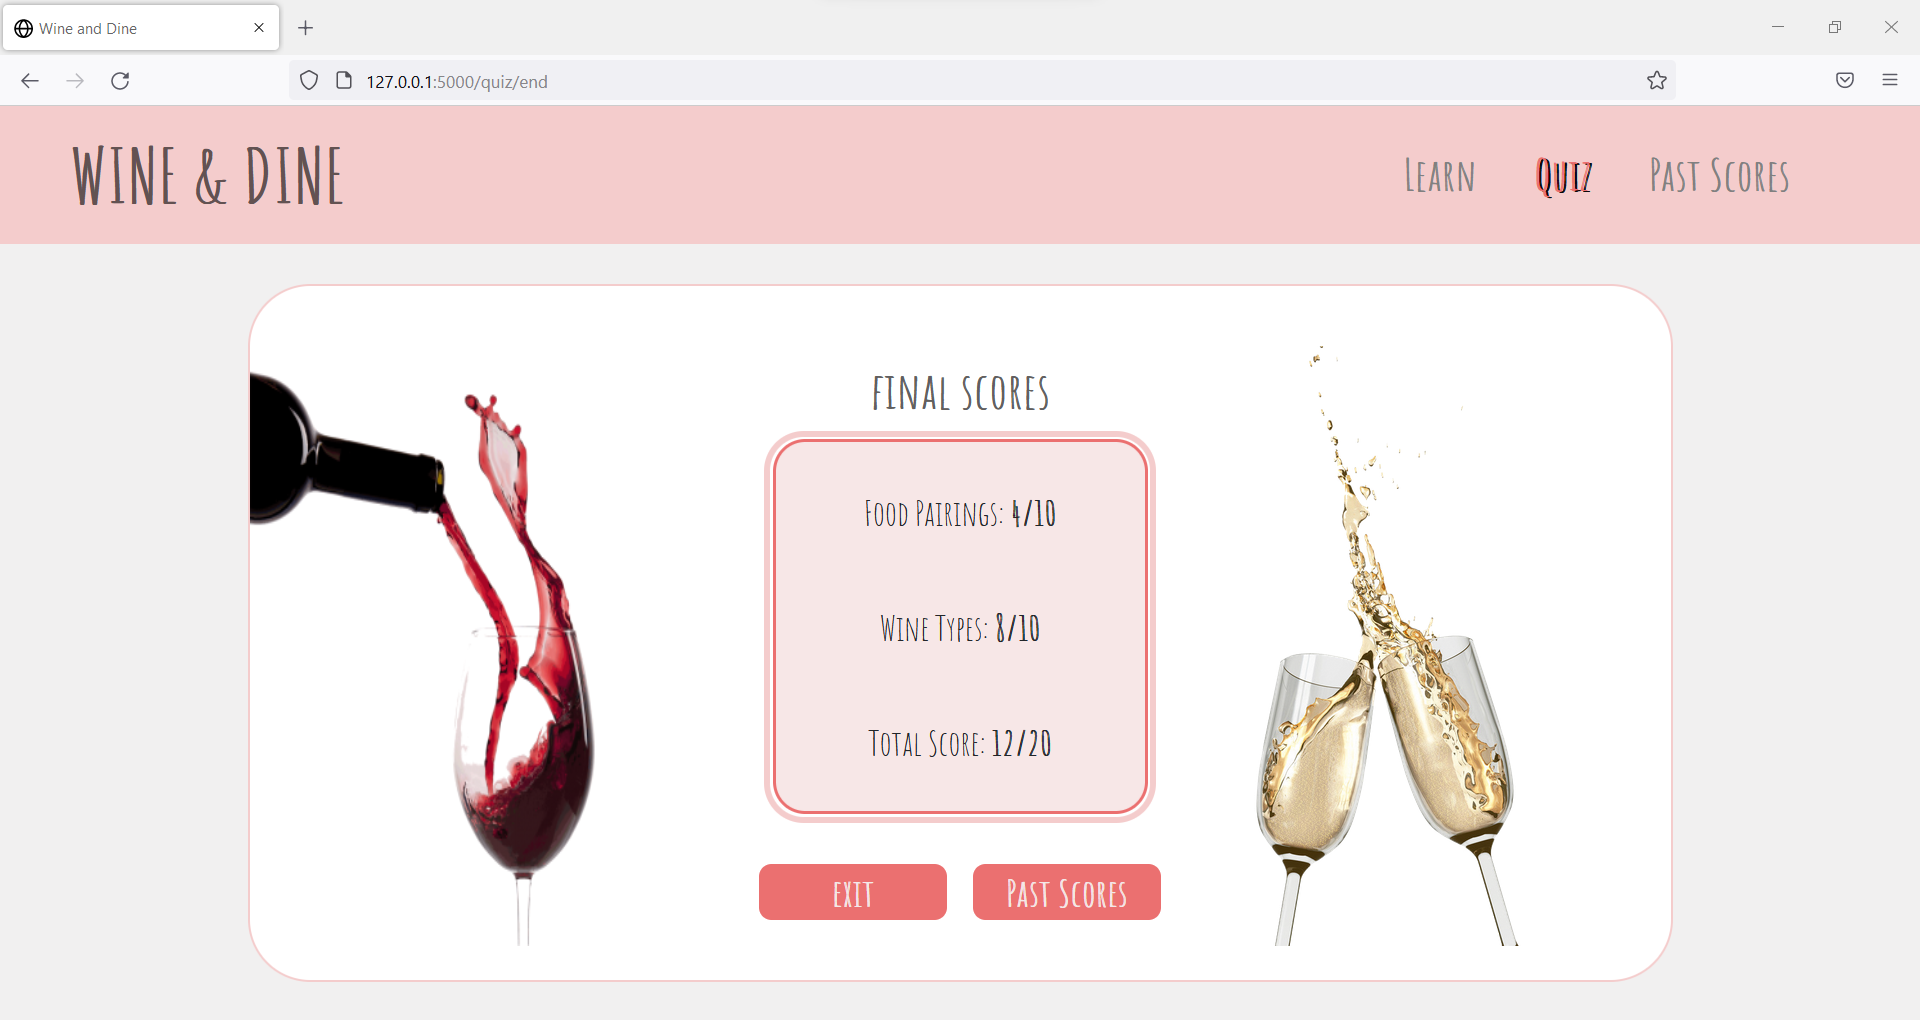 Wine and Dine
127.0.0.1:5000/quiz/end
WINE & DINE
LEARN QUIZ PAST SCORES
FINAL SCORES
FOOD PAIRINGS: 4/10
WINE TYPES: 8/10
TOTAL SCORE: 12/20
EXIT PAST SCORES